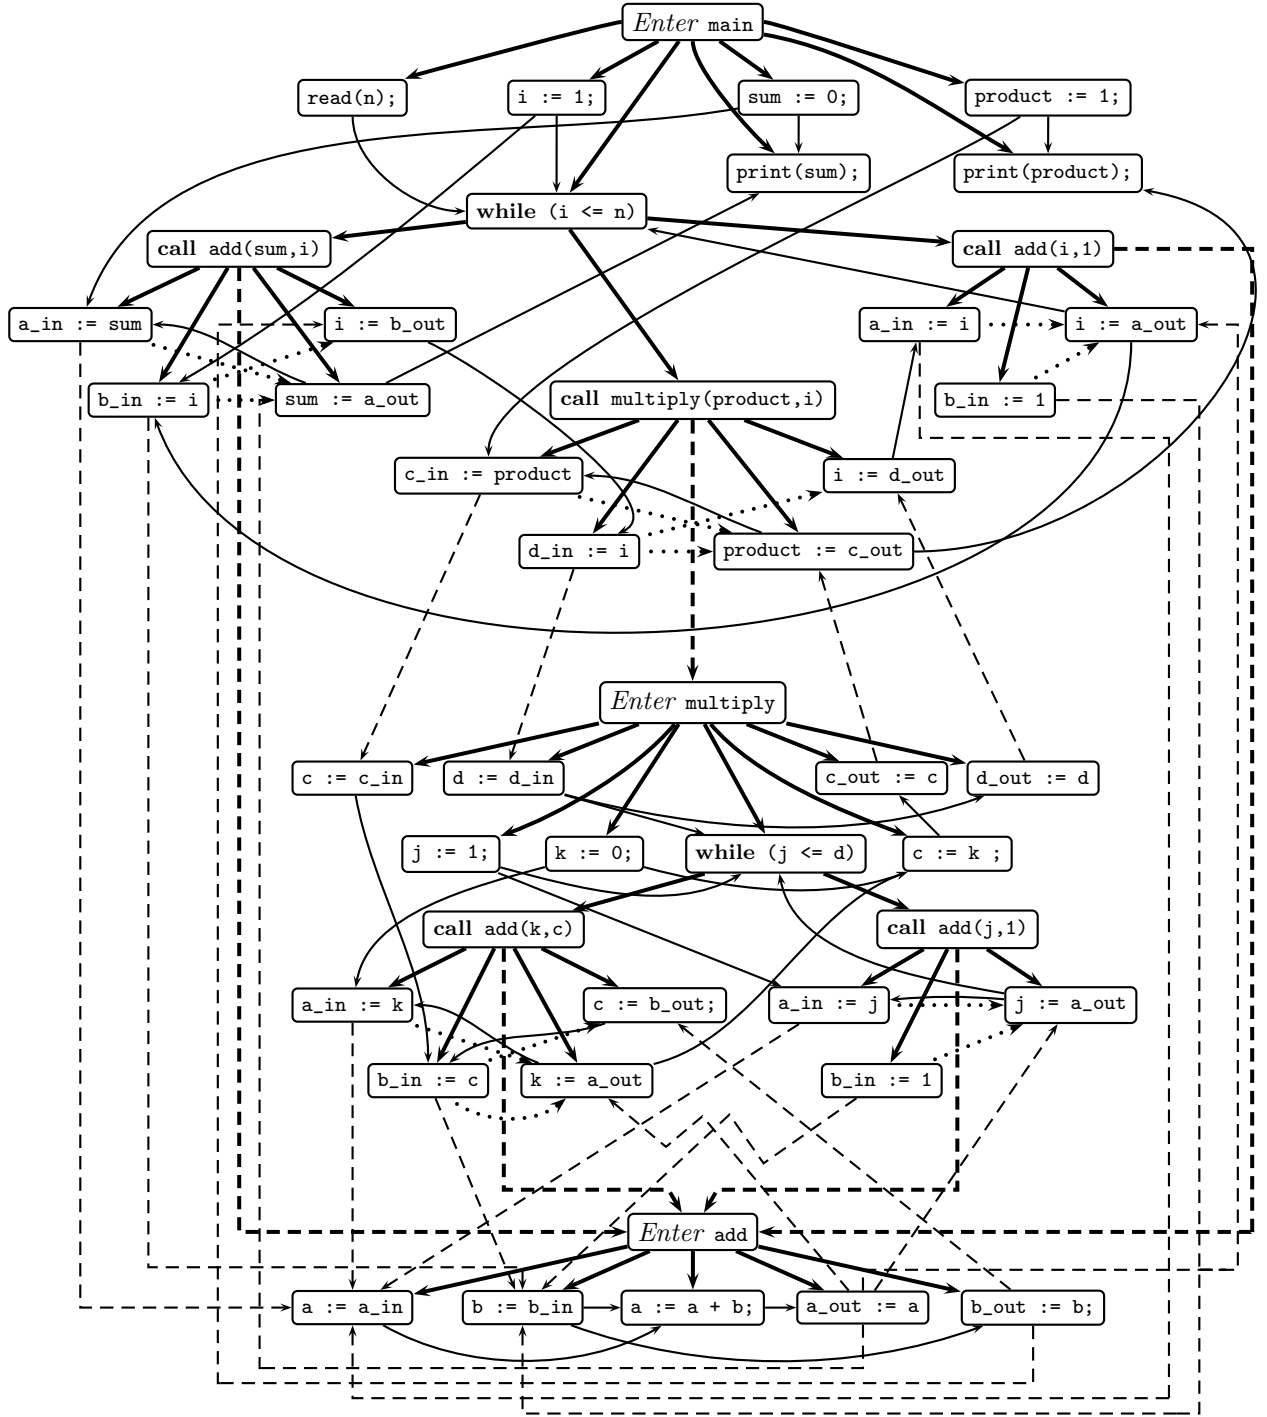 Enter main
read(n);
i := 1;
sum := 0;
product := 1;
print(sum);
print(product);
while (i <= n)
call add(sum,i)
call add(i,1)
a_in := sum
i := b_out
a_in := i
i := a_out
b_in := i
sum := a_out
call multiply(product,i)
b_in := 1
c_in := product
i := d_out
d_in := i
product := c_out
Enter multiply
c := c_in
d := d_in
c_out := c
d_out := d
j := 1;
k := 0;
while (j <= d)
c := k ;
call add(k,c)
call add(j,1)
a_in := k
c := b_out;
a_in := j
j := a_out
b_in := c
k := a_out
b_in := 1
Enter add
a := a_in
b := b_in
a := a + b;
a_out := a
b_out := b;